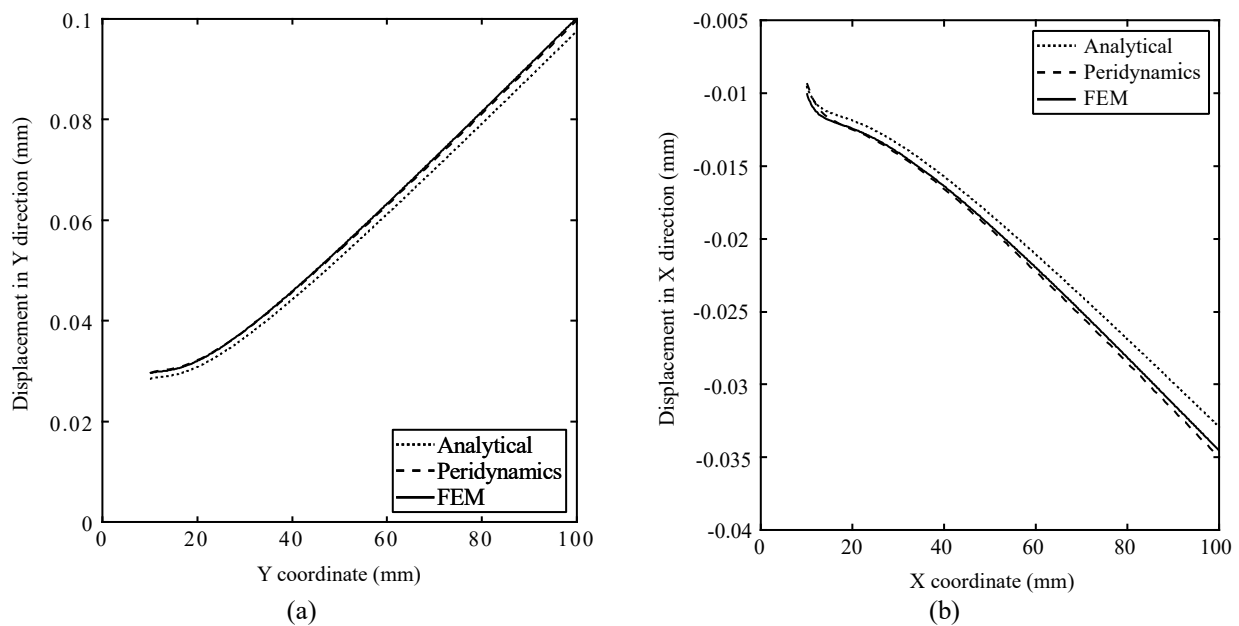 0.1
0.08
0.06
0.04
0.02
0
0 20 40 60 80 100
Displacement in Y direction (mm)
Y coordinate (mm)
Analytical
Peridynamics
FEM
(a)
-0.005
-0.01
-0.015
-0.02
-0.025
-0.03
-0.035
-0.04
0 20 40 60 80 100
Displacement in X direction (mm)
X coordinate (mm)
Analytical
Peridynamics
FEM
(b)